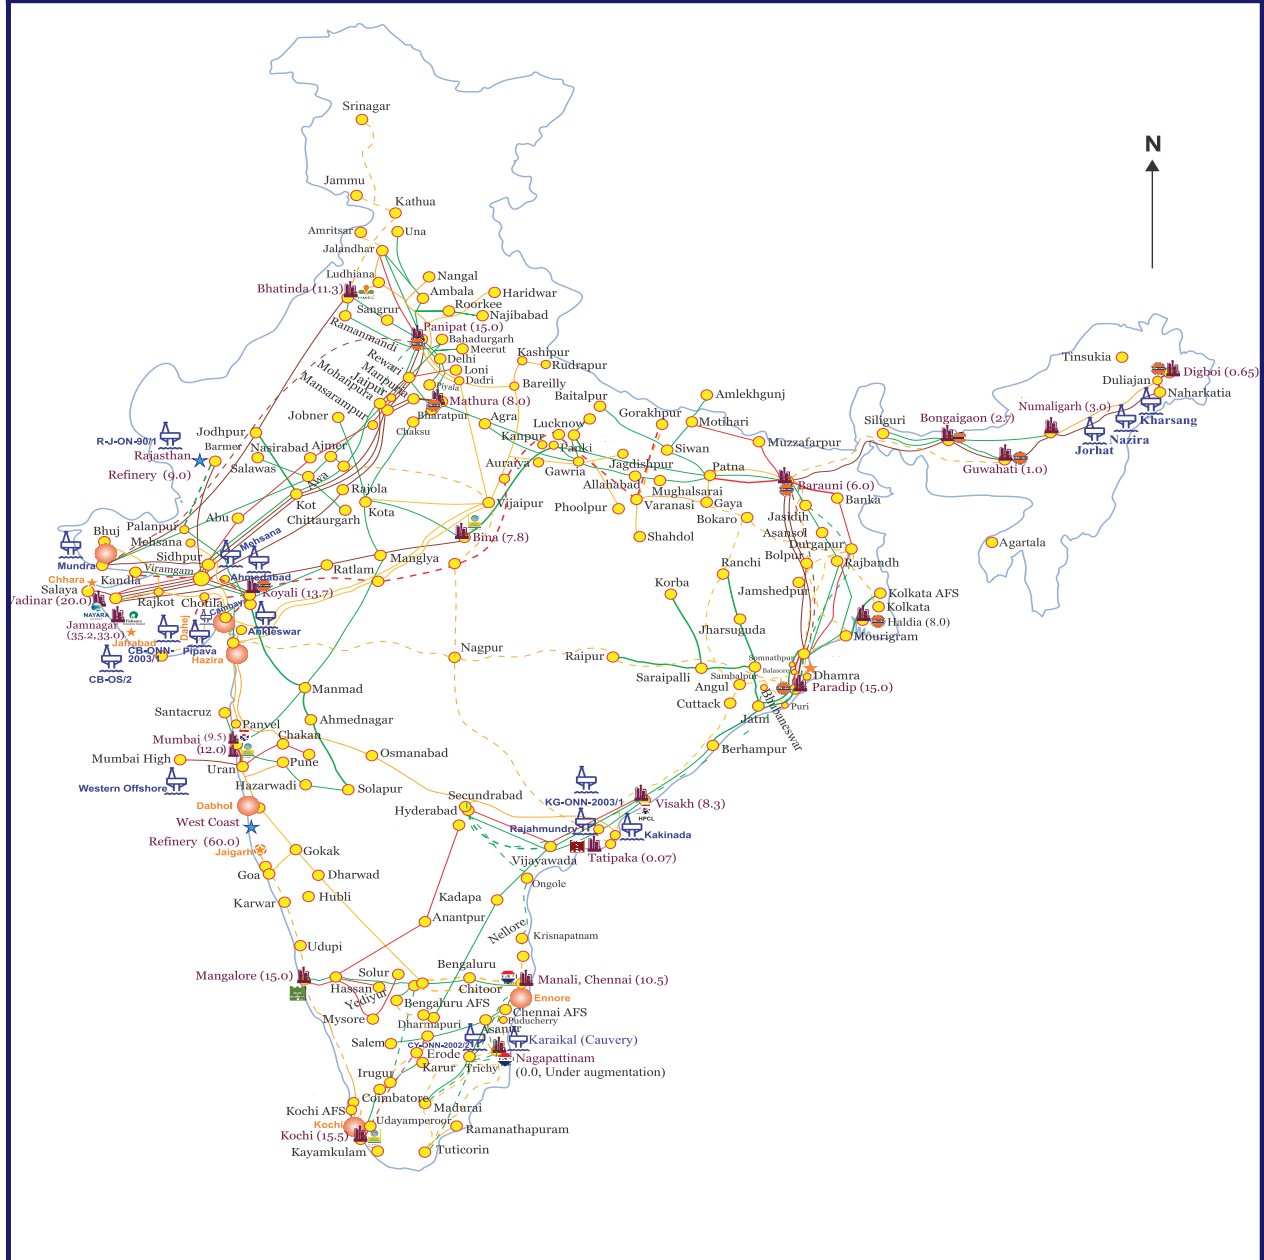 N
Srinagar
Jammu
Kathua
Amritsar
Una
Jalandhar
Ludhiana
Nangal
Bhatinda (11.3)
Ambala
Haridwar
Sangrur
Roorkee
Najibabad
Ramanmandi
Panipat (15.0)
Bahadurgarh
Meerut
Rewari
Delhi
Kashipur
Rudrapur
Manpura
Loni
Mohanpura
Jaipur
Dadri
Piyala
Bareilly
Mansarampur
Mathura (8.0)
Baitalpur
Amlekhgunj
Tinsukia
Digboi (0.65)
Duliajan
Naharkatia
Jobner
Bharatpur
Agra
Gorakhpur
Motihari
Siliguri
Numaligarh (3.0)
Kharsang
Chaksu
Lucknow
Bongaigaon (2.7)
Nazira
Jorhat
Jodhpur
R-J-ON-90/1
Nasirabad
Ajmer
Kanpur
Panki
Siwan
Muzzafarpur
Barmer
Rajasthan
Refinery (9.0)
Salawas
Auraiya
Gawria
Jagdishpur
Patna
Guwahati (1.0)
Awa
Allahabad
Mughalsarai
Barauni (6.0)
Kot
Rajola
Kota
Vijaipur
Phoolpur
Varanasi
Gaya
Banka
Chittaurgarh
Bokaro
Jasidih
Abu
Palanpur
Bhuj
Mehsana
Mehsana
Bina (7.8)
Shahdol
Asansol
Durgapur
Agartala
Sidhpur
Manglya
Bolpur
Mundra
Viramgam
Ratlam
Ranchi
Rajbandh
Chhara
Kandla
Ahmedabad
Korba
Jamshedpur
Salaya
Koyali (13.7)
Kolkata AFS
Vadinar (20.0)
Rajkot
Chotila
Cambay
Kolkata
NAYARA
Jamnagar
(35.2,33.0)
Haldia (8.0)
Jafrabad
Dahej
Ankleswar
Jharsuguda
Mourigram
CB-ONN-
2003/1
Pipava
Hazira
Nagpur
Raipur
Somnathpur
Balasore
CB-OS/2
Saraipalli
Sambalpur
Dhamra
Angul
Paradip (15.0)
Manmad
Cuttack
Puri
Jatni
Bhubaneswar
Santacruz
Ahmednagar
Panvel
Mumbai (9.5)
(12.0)
Chakan
Berhampur
Mumbai High
Osmanabad
Uran
Pune
Western Offshore
Hazarwadi
Solapur
Dabhol
Secundrabad
KG-ONN-2003/1
Visakh (8.3)
Hyderabad
HPCL
West Coast
Refinery (60.0)
Rajahmundry
Kakinada
Jaigarh
Gokak
Vijayawada
Tatipaka (0.07)
Goa
Dharwad
Ongole
Karwar
Hubli
Kadapa
Anantpur
Nellore
Krisnapatnam
Udupi
Mangalore (15.0)
Solur
Bengaluru
Manali, Chennai (10.5)
Hassan
Yediyur
Chitoor
Ennore
Bengaluru AFS
Chennai AFS
Mysore
Dharmapuri
Asanur
Puducherry
Salem
CY-ONN-2002/2
Karaikal (Cauvery)
Erode
Nagapattinam
Karur
Trichy
(0.0, Under augmentation)
Irugur
Coimbatore
Kochi AFS
Madurai
Kochi
Udayamperoor
Ramanathapuram
Kochi (15.5)
Kayamkulam
Tuticorin